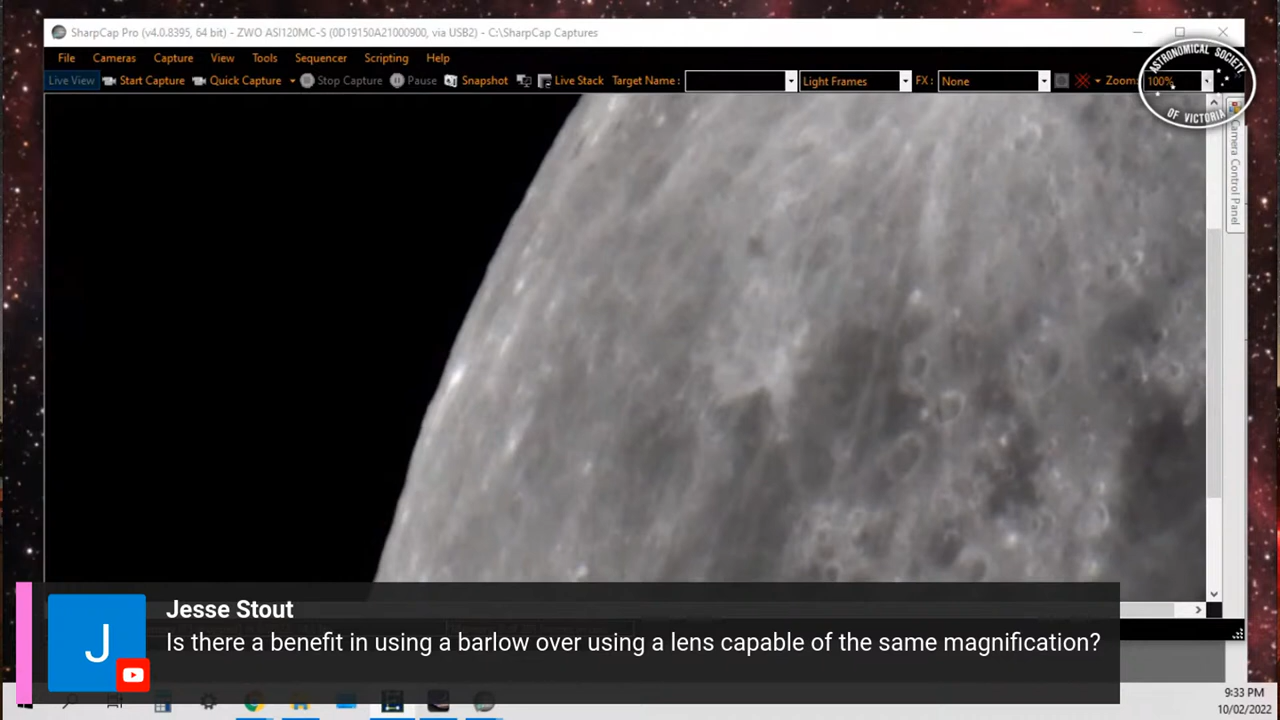 SharpCap Pro (v4.0.8395, 64 bit) - ZWO ASI120MC-S (0D19150A21000900, via USB2) - C:\SharpCap Captures
File Cameras Capture View Tools Sequencer Scripting Help
Live View Start Capture Quick Capture Stop Capture Pause Snapshot Live Stack Target Name : Light Frames FX : None Zoom: 100%
ASTRONOMICAL SOCIETY
OF VICTORIA
Camera Control Panel
J
Jesse Stout
Is there a benefit in using a barlow over using a lens capable of the same magnification?
9:33 PM
10/02/2022